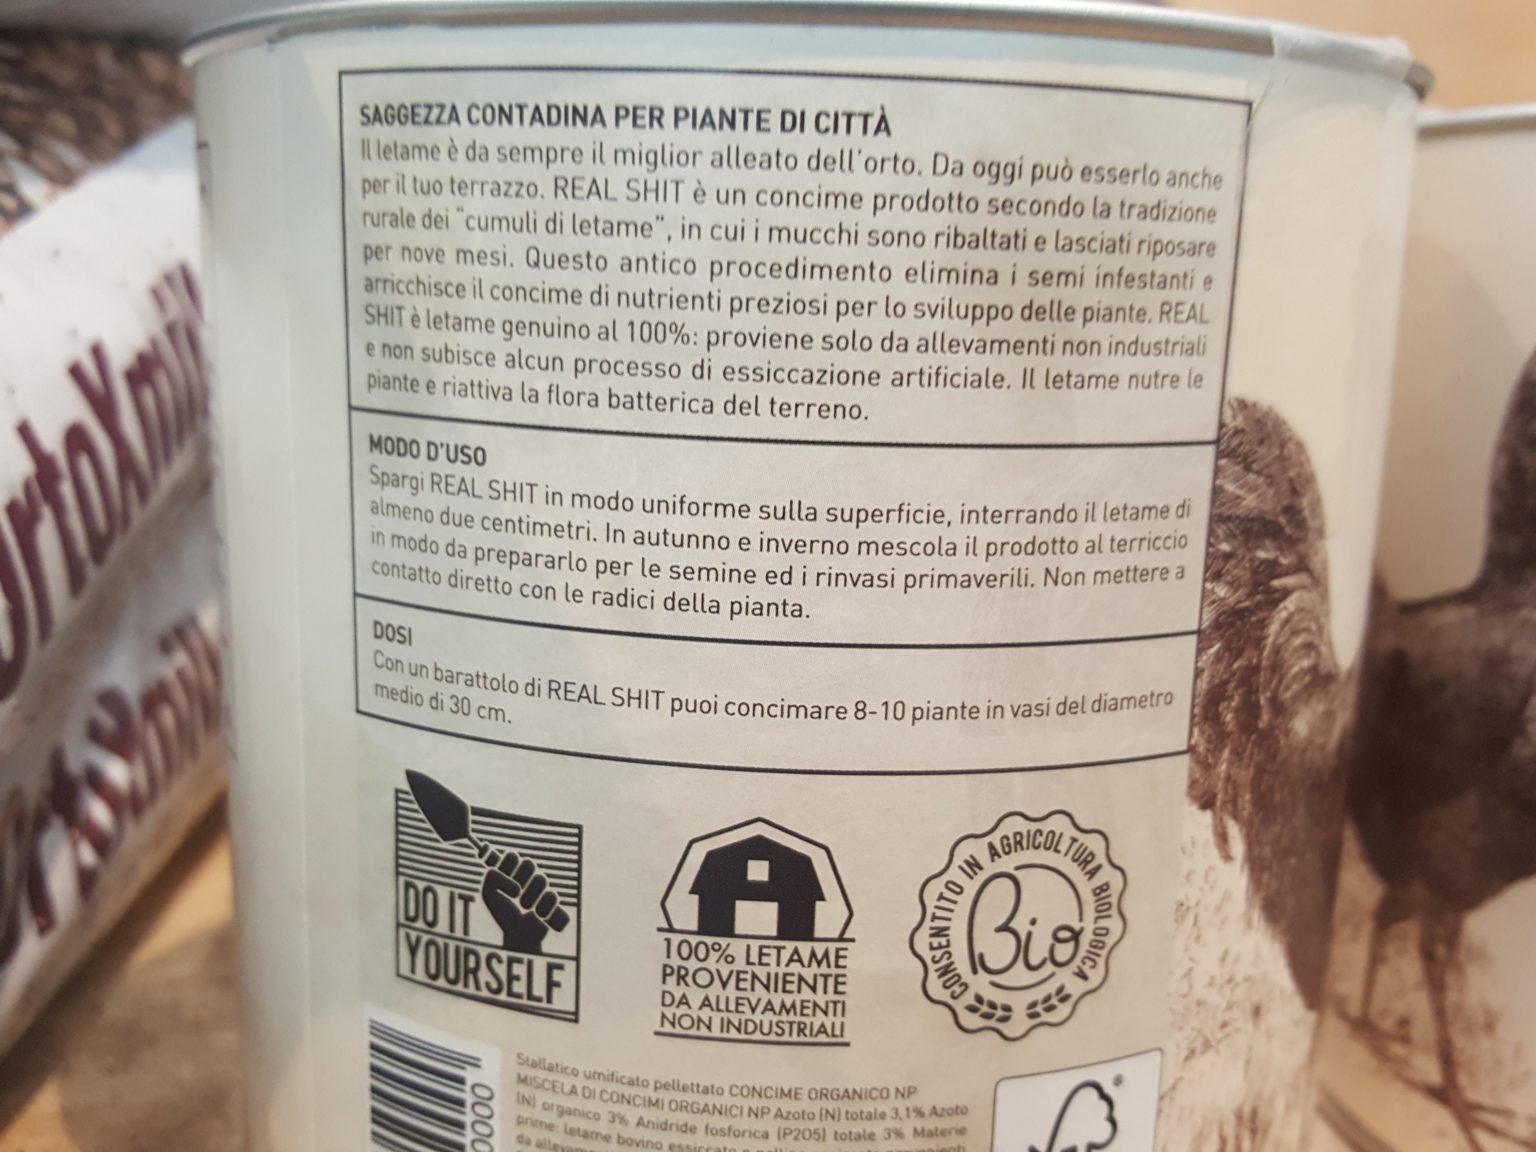 SAGGEZZA CONTADINA PER PIANTE DI CITTÀ
Il letame è da sempre il miglior alleato dell'orto. Da oggi può esserlo anche
per il tuo terrazzo. REAL SHIT è un concime prodotto secondo la tradizione
rurale dei "cumuli di letame", in cui i mucchi sono ribaltati e lasciati riposare
per nove mesi. Questo antico procedimento elimina i semi infestanti e
arricchisce il concime di nutrienti preziosi per lo sviluppo delle piante. REAL
SHIT è letame genuino al 100%: proviene solo da allevamenti non industriali
e non subisce alcun processo di essiccazione artificiale. Il letame nutre le
piante e riattiva la flora batterica del terreno.
MODO D'USO
Spargi REAL SHIT in modo uniforme sulla superficie, interrando il letame di
almeno due centimetri. In autunno e inverno mescola il prodotto al terriccio
in modo da prepararlo per le semine ed i rinvasi primaverili. Non mettere a
contatto diretto con le radici della pianta.
DOSI
Con un barattolo di REAL SHIT puoi concimare 8-10 piante in vasi del diametro
medio di 30 cm.
DO IT
YOURSELF
100% LETAME
PROVENIENTE
DA ALLEVAMENTI
NON INDUSTRIALI
CONSENTITO IN AGRICOLTURA BIOLOGICA
Bio
Stallatico umificato pellettato CONCIME ORGANICO NP
MISCELA DI CONCIMI ORGANICI NP Azoto (N) totale 3,1% Azoto
(N) organico 3% Anidride fosforica (P2O5) totale 3% Materie
prime: letame bovino essiccato e
da